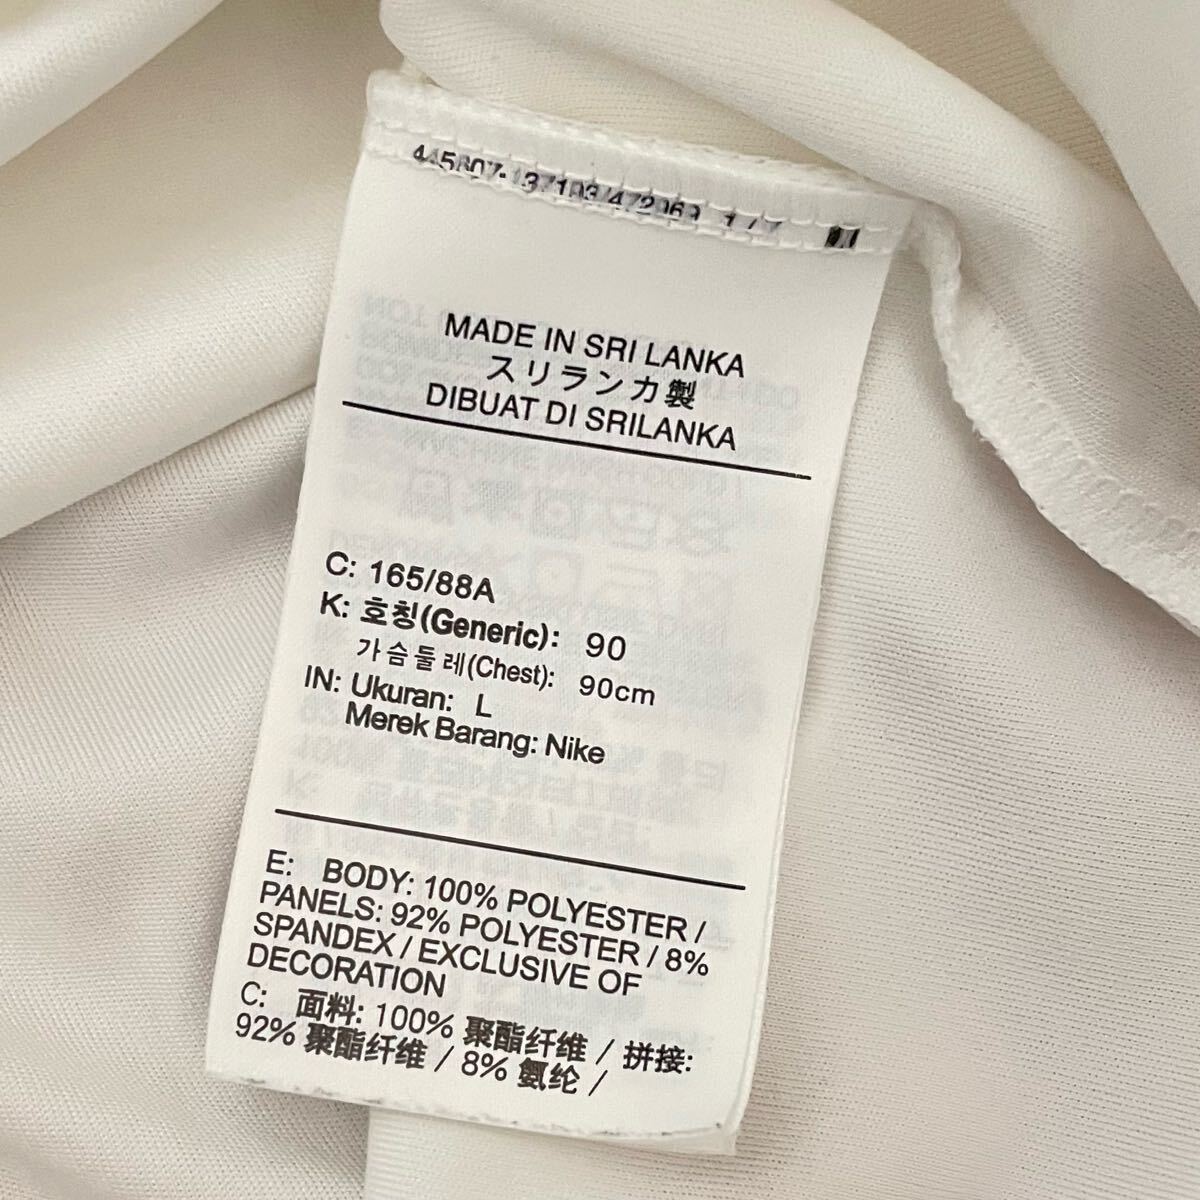 MADE IN SRI LANKA
スリランカ製
DIBUAT DI SRILANKA
C: 165/88A
K: 호칭(Generic): 90
가슴둘레(Chest): 90cm
IN: Ukuran: L
Merek Barang: Nike
E: BODY: 100% POLYESTER /
PANELS: 92% POLYESTER / 8%
SPANDEX / EXCLUSIVE OF
DECORATION
C: 面料: 100% 聚酯纤维 / 拼接:
92% 聚酯纤维 / 8% 氨纶 /